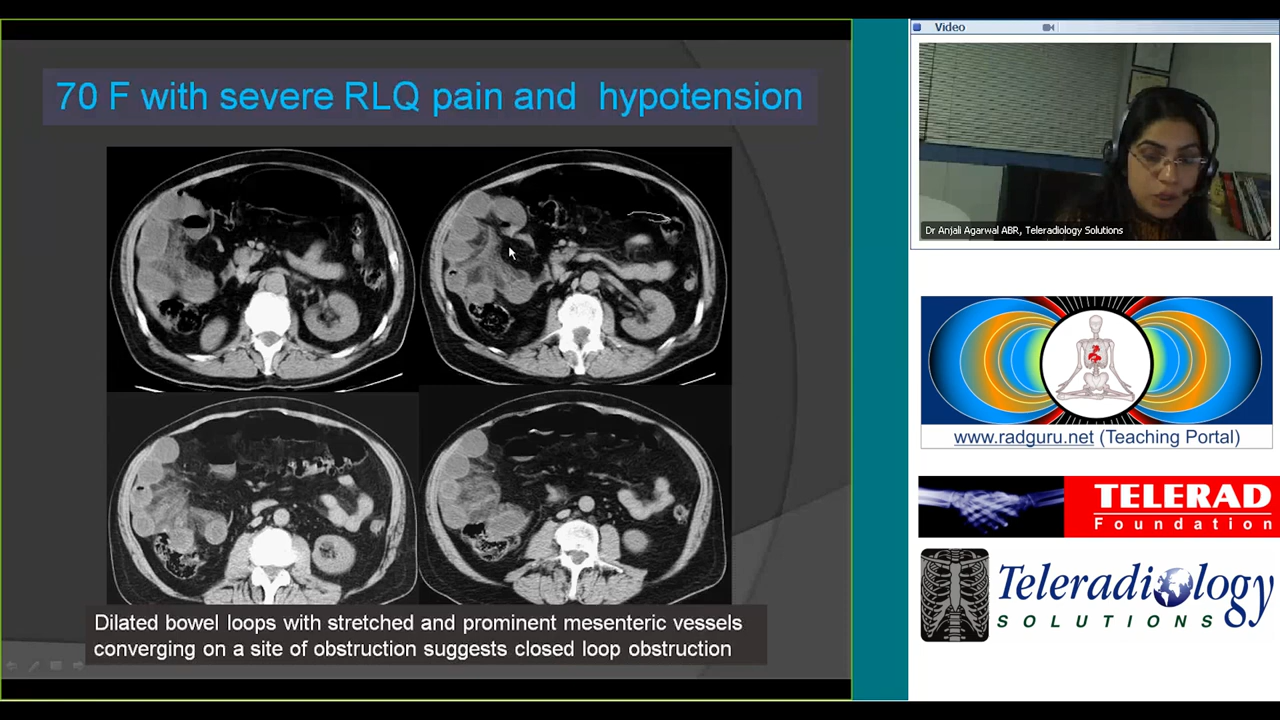 70 F with severe RLQ pain and hypotension
Dilated bowel loops with stretched and prominent mesenteric vessels
converging on a site of obstruction suggests closed loop obstruction
Video
Dr Anjali Agarwal ABR, Teleradiology Solutions
www.radguru.net (Teaching Portal)
TELERAD
Foundation
Teleradiology
SOLUTIONS